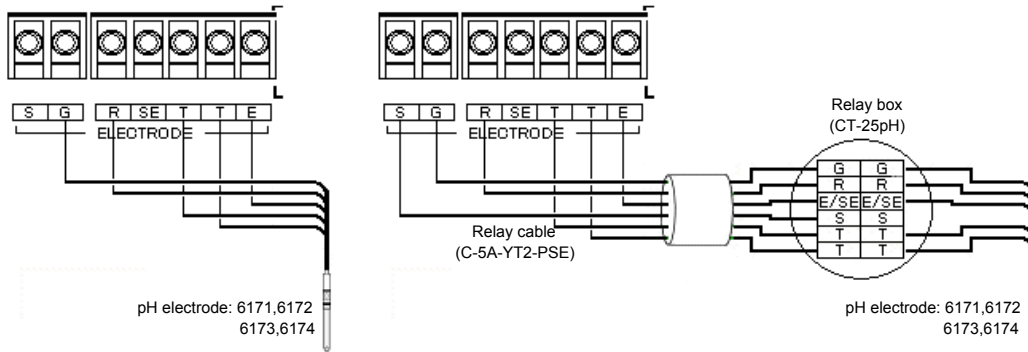 S G R SE T T E
ELECTRODE
pH electrode: 6171,6172
6173,6174
S G R SE T T E
ELECTRODE
Relay cable
(C-5A-YT2-PSE)
Relay box
(CT-25pH)
G G
R R
E/SE E/SE
S S
T T
T T
pH electrode: 6171,6172
6173,6174